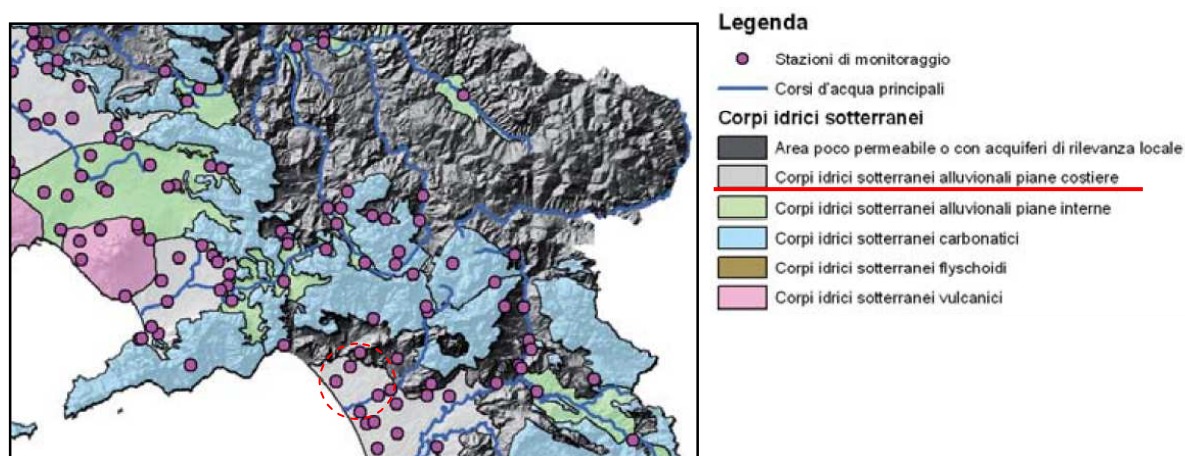 Legenda
Stazioni di monitoraggio
Corsi d'acqua principali
Corpi idrici sotterranei
Area poco permeabile o con acquiferi di rilevanza locale
Corpi idrici sotterranei alluvionali piane costiere
Corpi idrici sotterranei alluvionali piane interne
Corpi idrici sotterranei carbonatici
Corpi idrici sotterranei flyschoidi
Corpi idrici sotterranei vulcanici